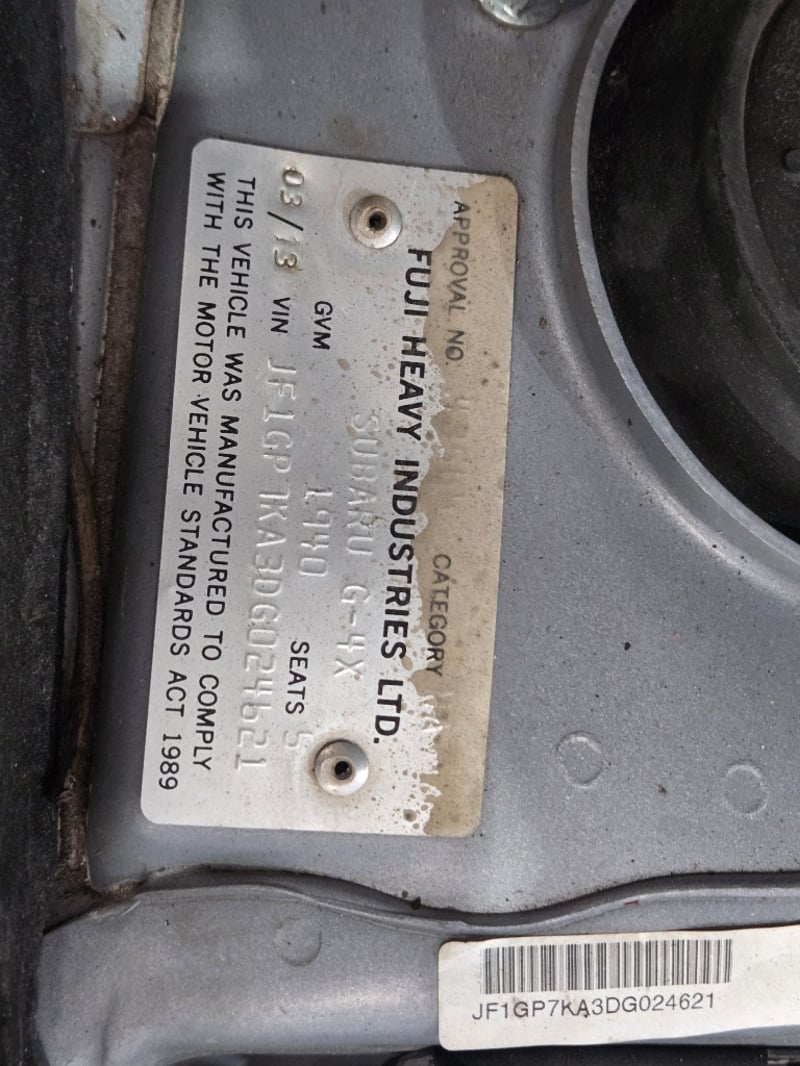 APPROVAL NO. CATEGORY
FUJI HEAVY INDUSTRIES LTD.
SUBARU G-4X
GVM 1940 SEATS 5
03/13 VIN JF1GP7KA3DG024621
THIS VEHICLE WAS MANUFACTURED TO COMPLY
WITH THE MOTOR VEHICLE STANDARDS ACT 1989
JF1GP7KA3DG024621